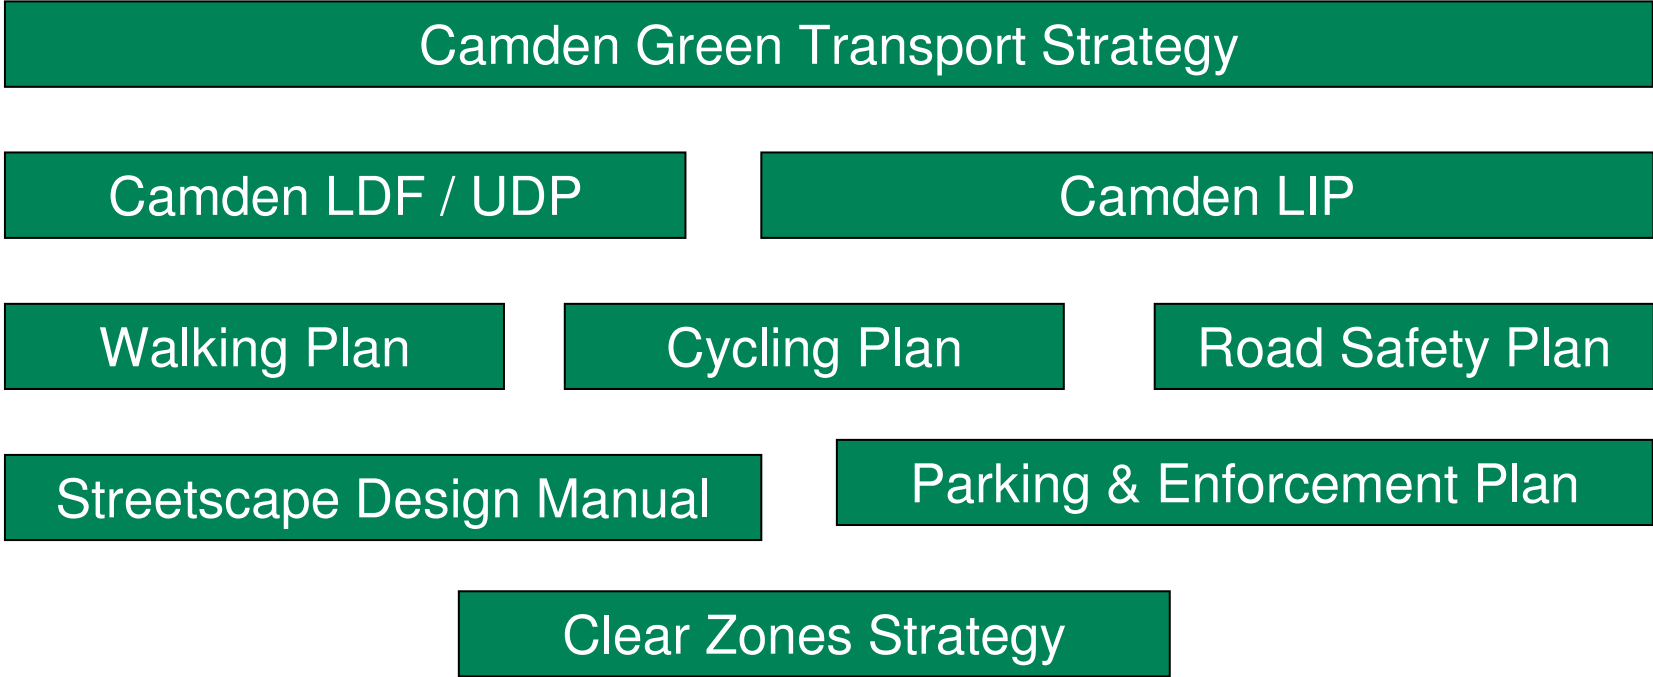 Camden Green Transport Strategy
Camden LDF / UDP
Camden LIP
Walking Plan
Cycling Plan
Road Safety Plan
Streetscape Design Manual
Parking & Enforcement Plan
Clear Zones Strategy